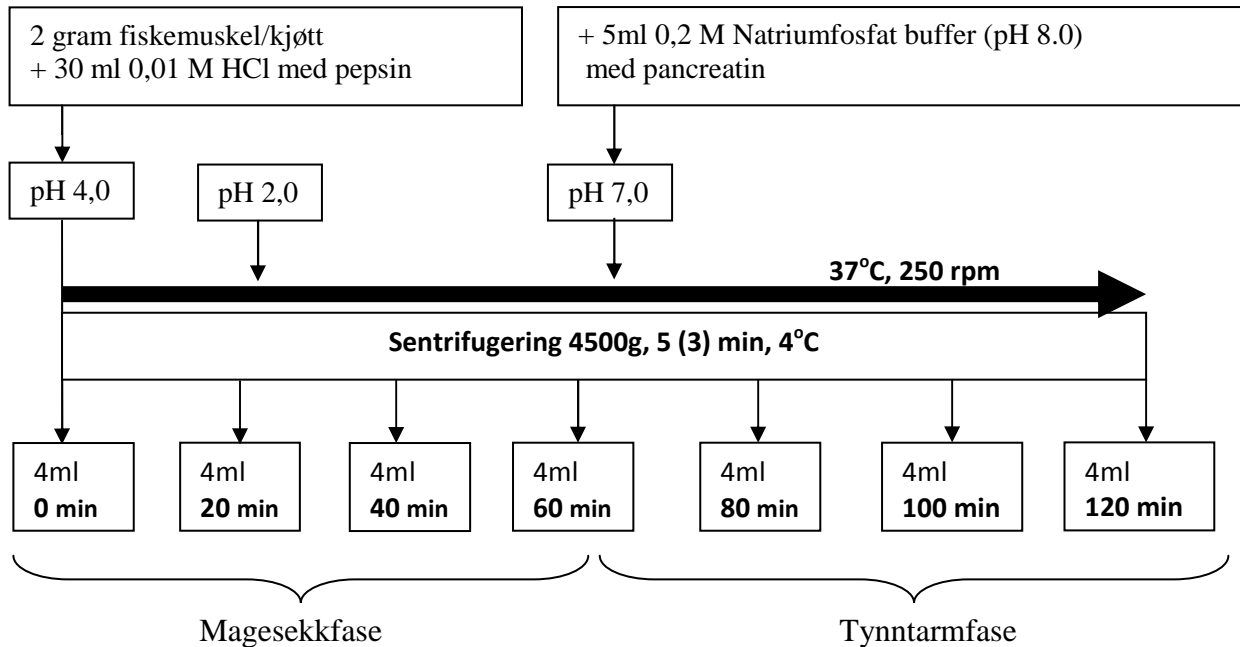 2 gram fiskemuskel/kjøtt
+ 30 ml 0,01 M HCl med pepsin
+ 5ml 0,2 M Natriumfosfat buffer (pH 8.0)
med pancreatin
pH 4,0
pH 2,0
pH 7,0
37°C, 250 rpm
Sentrifugering 4500g, 5 (3) min, 4°C
4ml
0 min
4ml
20 min
4ml
40 min
4ml
60 min
4ml
80 min
4ml
100 min
4ml
120 min
Magesekkfase
Tynntarmfase